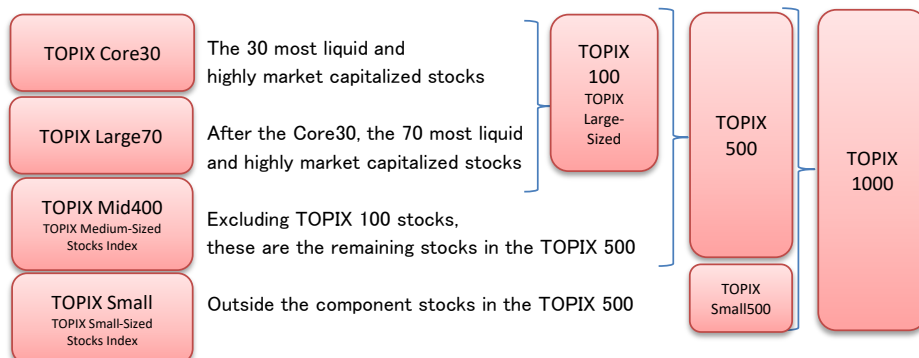 TOPIX Core30
The 30 most liquid and
highly market capitalized stocks
TOPIX Large70
After the Core30, the 70 most liquid
and highly market capitalized stocks
TOPIX Mid400
TOPIX Medium-Sized
Stocks Index
Excluding TOPIX 100 stocks,
these are the remaining stocks in the TOPIX 500
TOPIX Small
TOPIX Small-Sized
Stocks Index
Outside the component stocks in the TOPIX 500
TOPIX
100
TOPIX
Large-
Sized
TOPIX
500
TOPIX
Small500
TOPIX
1000